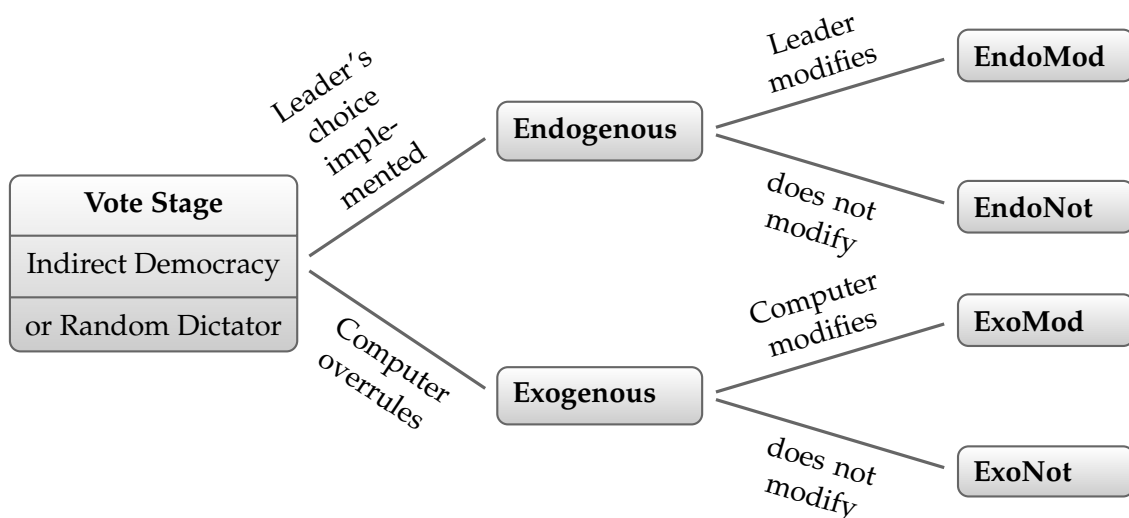 Vote Stage
Indirect Democracy
or Random Dictator
Leader's
choice
imple-
mented
Computer
overrules
Endogenous
Exogenous
Leader
modifies
does not
modify
Computer
modifies
does not
modify
EndoMod
EndoNot
ExoMod
ExoNot